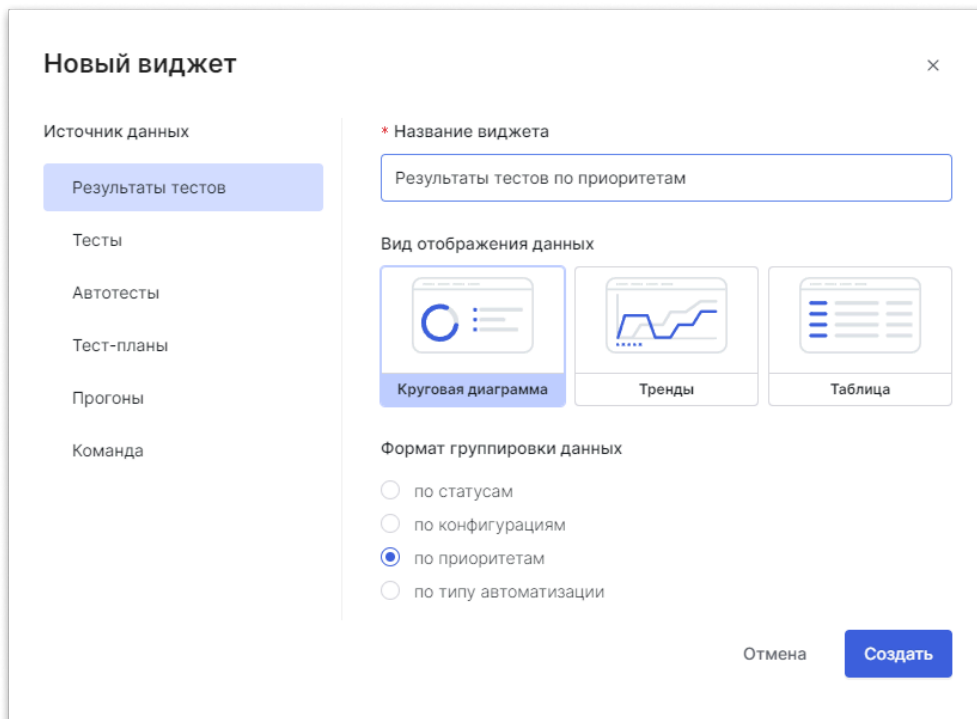 Новый виджет
Источник данных
Результаты тестов
Тесты
Автотесты
Тест-планы
Прогоны
Команда
* Название виджета
Результаты тестов по приоритетам
Вид отображения данных
Круговая диаграмма
Тренды
Таблица
Формат группировки данных
по статусам
по конфигурациям
по приоритетам
по типу автоматизации
Отмена
Создать